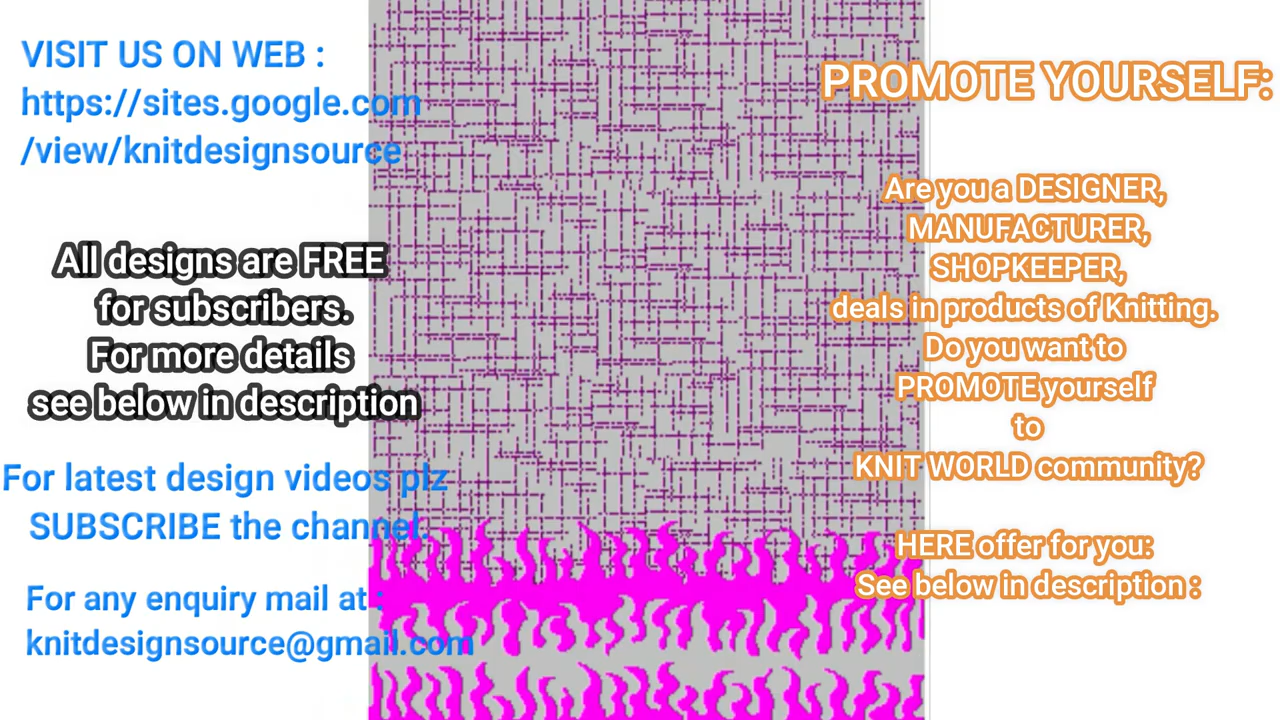 VISIT US ON WEB :
https://sites.google.com
/view/knitdesignsource
All designs are FREE
for subscribers.
For more details
see below in description
For latest design videos plz
SUBSCRIBE the channel.
For any enquiry mail at :
knitdesignsource@gmail.com
PROMOTE YOURSELF:
Are you a DESIGNER,
MANUFACTURER,
SHOPKEEPER,
deals in products of Knitting.
Do you want to
PROMOTE yourself
to
KNIT WORLD community?
HERE offer for you:
See below in description :